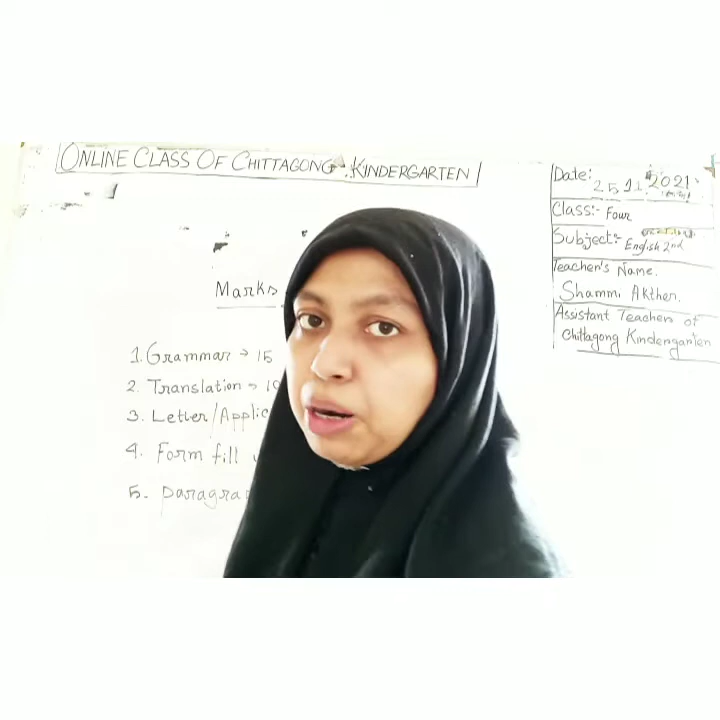 ONLINE CLASS OF CHITTAGONG KINDERGARTEN
Date: 25 11 2021
Class:- Four
Subject:- English 2nd
Teacher's Name.
Shammi Akther.
Assistant Teacher of
Chittagong Kindergarten
Marks
1. Grammar → 15
2. Translation → 10
3. Letter/Applic
4. Form fill
5. Paragra